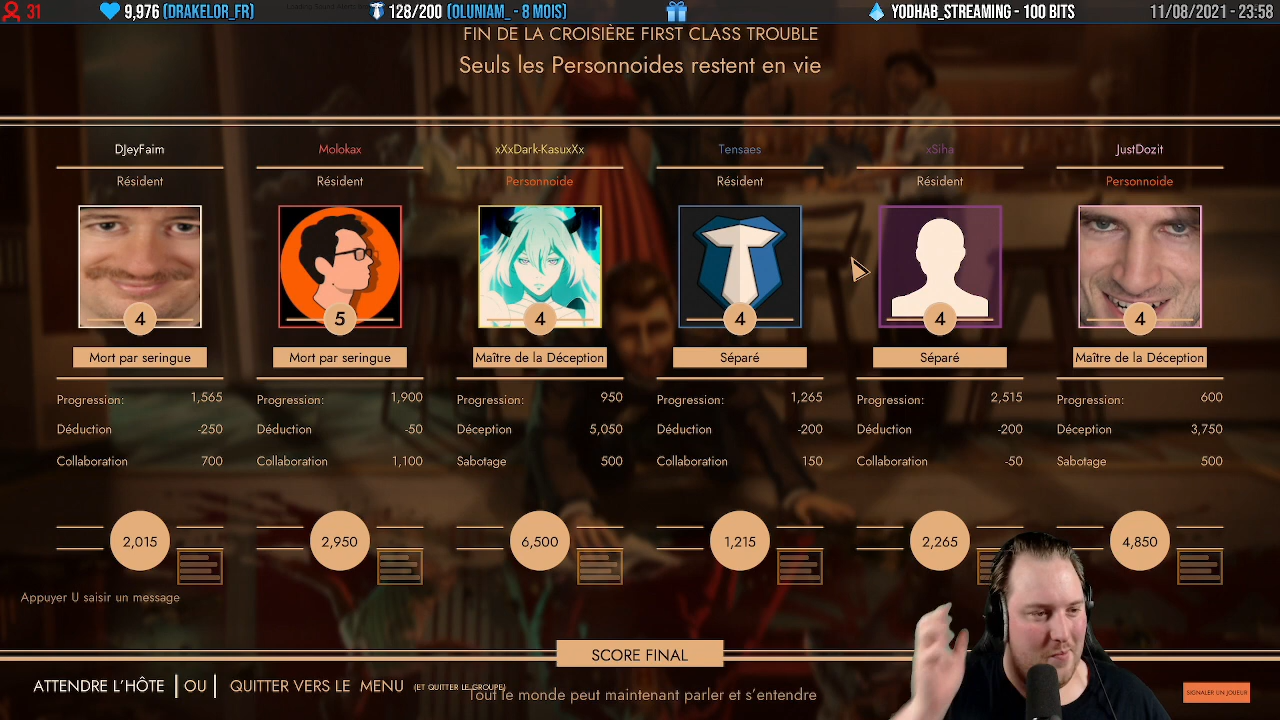 31
9,976 (DRAKELOR_FR)
128/200 (OLUNIAM_ - 8 MOIS)
YODHAB_STREAMING - 100 BITS
11/08/2021 - 23:58
FIN DE LA CROISIÈRE FIRST CLASS TROUBLE
Seuls les Personnoides restent en vie
DJeyFaim Molokax xXxDark-KasuxXx Tensaes xSiha JustDozit
Résident Résident Personnoide Résident Résident Personnoide
4 5 4 4 4 4
Mort par seringue Mort par seringue Maître de la Déception Séparé Séparé Maître de la Déception
Progression: 1,565 Progression: 1,900 Progression: 950 Progression: 1,265 Progression: 2,515 Progression: 600
Déduction -250 Déduction -50 Déception 5,050 Déduction -200 Déduction -200 Déception 3,750
Collaboration 700 Collaboration 1,100 Sabotage 500 Collaboration 150 Collaboration -50 Sabotage 500
2,015 2,950 6,500 1,215 2,265 4,850
Appuyer U saisir un message
SCORE FINAL
ATTENDRE L'HÔTE OU QUITTER VERS LE MENU (ET QUITTER LE GROUPE)
Tout le monde peut maintenant parler et s'entendre
SIGNALER UN JOUEUR